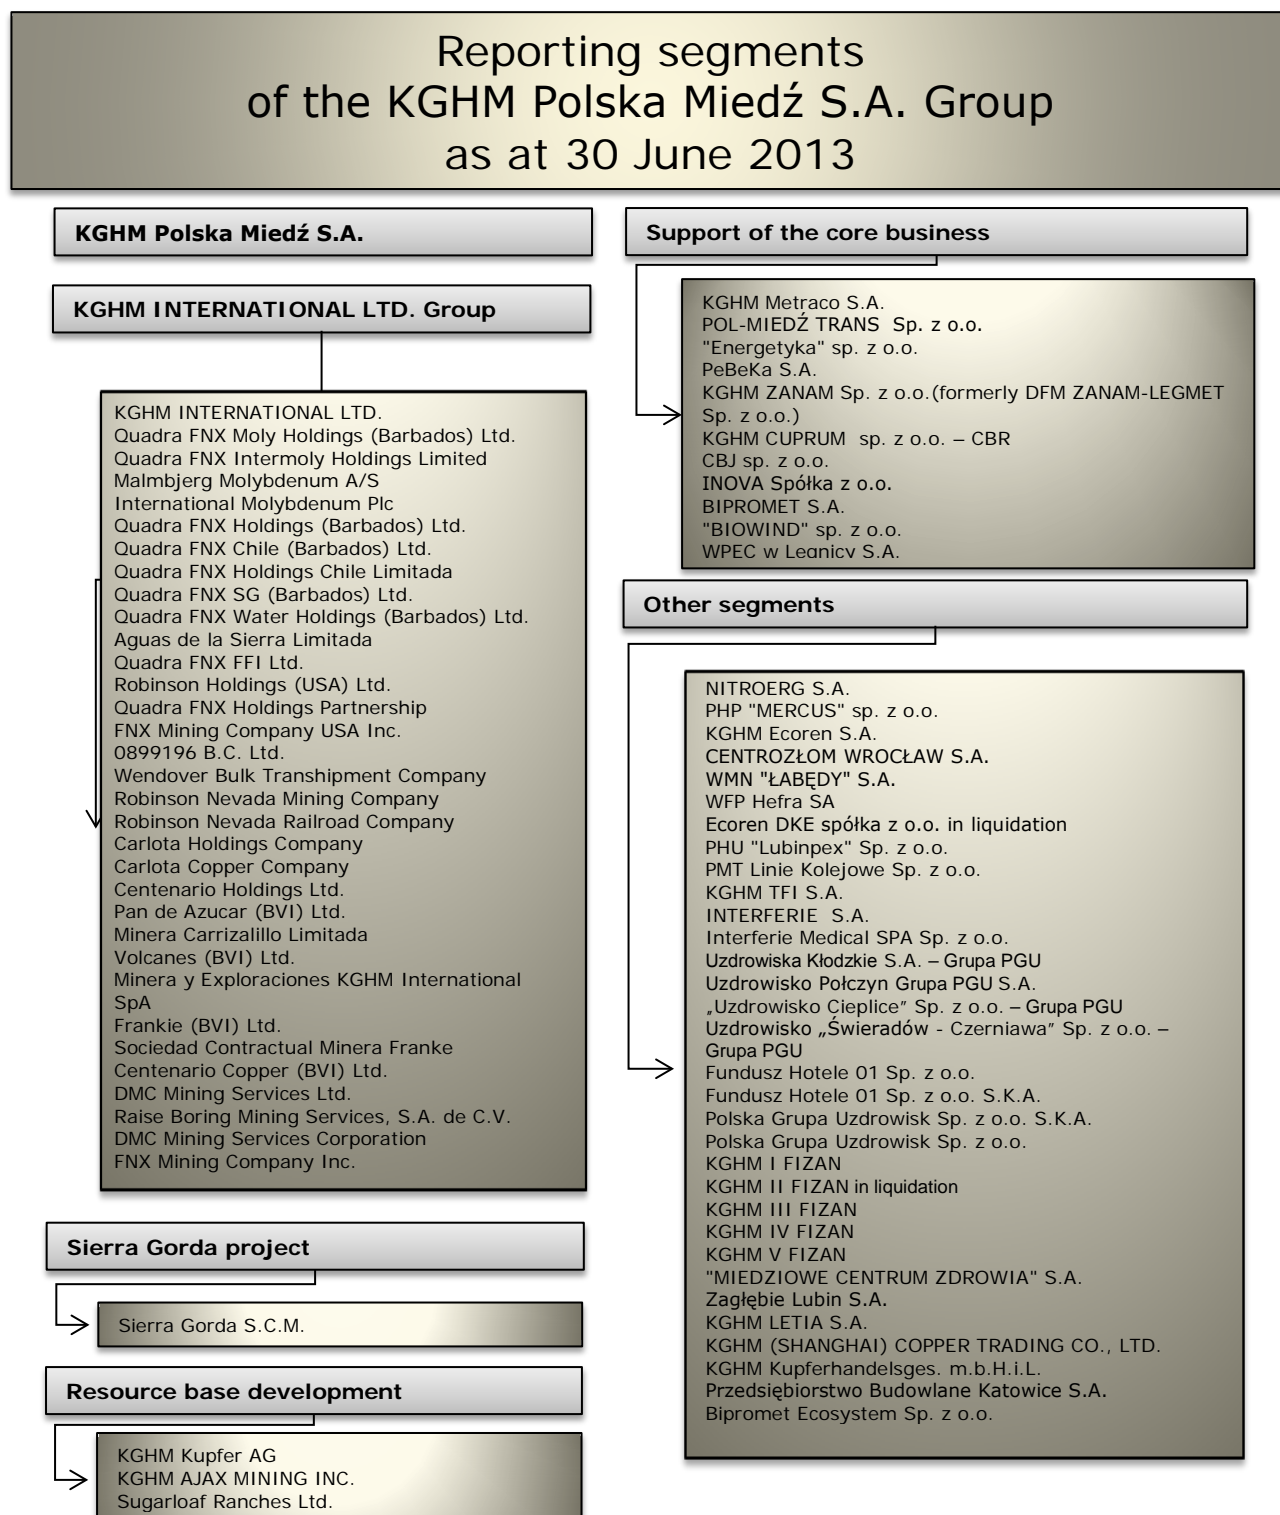 Reporting segments
of the KGHM Polska Miedź S.A. Group
as at 30 June 2013
KGHM Polska Miedź S.A.
KGHM INTERNATIONAL LTD. Group
KGHM INTERNATIONAL LTD.
Quadra FNX Moly Holdings (Barbados) Ltd.
Quadra FNX Intermoly Holdings Limited
Malmbjerg Molybdenum A/S
International Molybdenum Plc
Quadra FNX Holdings (Barbados) Ltd.
Quadra FNX Chile (Barbados) Ltd.
Quadra FNX Holdings Chile Limitada
Quadra FNX SG (Barbados) Ltd.
Quadra FNX Water Holdings (Barbados) Ltd.
Aguas de la Sierra Limitada
Quadra FNX FFI Ltd.
Robinson Holdings (USA) Ltd.
Quadra FNX Holdings Partnership
FNX Mining Company USA Inc.
0899196 B.C. Ltd.
Wendover Bulk Transhipment Company
Robinson Nevada Mining Company
Robinson Nevada Railroad Company
Carlota Holdings Company
Carlota Copper Company
Centenario Holdings Ltd.
Pan de Azucar (BVI) Ltd.
Minera Carrizalillo Limitada
Volcanes (BVI) Ltd.
Minera y Exploraciones KGHM International
SpA
Frankie (BVI) Ltd.
Sociedad Contractual Minera Franke
Centenario Copper (BVI) Ltd.
DMC Mining Services Ltd.
Raise Boring Mining Services, S.A. de C.V.
DMC Mining Services Corporation
FNX Mining Company Inc.
Sierra Gorda project
Sierra Gorda S.C.M.
Resource base development
KGHM Kupfer AG
KGHM AJAX MINING INC.
Sugarloaf Ranches Ltd.
Support of the core business
KGHM Metraco S.A.
POL-MIEDŹ TRANS  Sp. z o.o.
"Energetyka" sp. z o.o.
PeBeKa S.A.
KGHM ZANAM Sp. z o.o.(formerly DFM ZANAM-LEGMET
Sp. z o.o.)
KGHM CUPRUM  sp. z o.o. – CBR
CBJ sp. z o.o.
INOVA Spółka z o.o.
BIPROMET S.A.
"BIOWIND" sp. z o.o.
WPEC w Legnicy S.A.
Other segments
NITROERG S.A.
PHP "MERCUS" sp. z o.o.
KGHM Ecoren S.A.
CENTROZŁOM WROCŁAW S.A.
WMN "ŁABĘDY" S.A.
WFP Hefra SA
Ecoren DKE spółka z o.o. in liquidation
PHU "Lubinpex" Sp. z o.o.
PMT Linie Kolejowe Sp. z o.o.
KGHM TFI S.A.
INTERFERIE  S.A.
Interferie Medical SPA Sp. z o.o.
Uzdrowiska Kłodzkie S.A. – Grupa PGU
Uzdrowisko Połczyn Grupa PGU S.A.
„Uzdrowisko Cieplice” Sp. z o.o. – Grupa PGU
Uzdrowisko „Świeradów - Czerniawa” Sp. z o.o. –
Grupa PGU
Fundusz Hotele 01 Sp. z o.o.
Fundusz Hotele 01 Sp. z o.o. S.K.A.
Polska Grupa Uzdrowisk Sp. z o.o. S.K.A.
Polska Grupa Uzdrowisk Sp. z o.o.
KGHM I FIZAN
KGHM II FIZAN in liquidation
KGHM III FIZAN
KGHM IV FIZAN
KGHM V FIZAN
"MIEDZIOWE CENTRUM ZDROWIA" S.A.
Zagłębie Lubin S.A.
KGHM LETIA S.A.
KGHM (SHANGHAI) COPPER TRADING CO., LTD.
KGHM Kupferhandelsges. m.b.H.i.L.
Przedsiębiorstwo Budowlane Katowice S.A.
Bipromet Ecosystem Sp. z o.o.